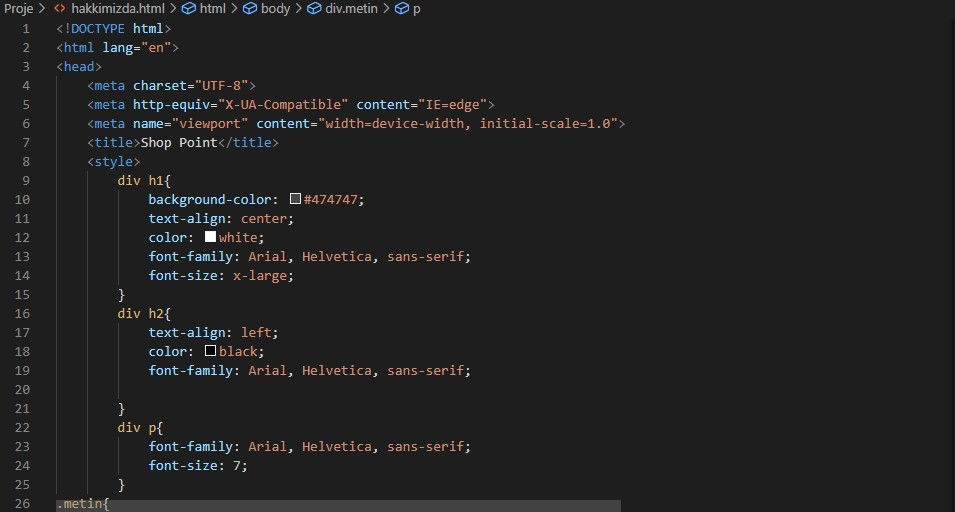 Proje > hakkimizda.html > html > body > div.metin > p
1 <!DOCTYPE html>
2 <html lang="en">
3 <head>
4 <meta charset="UTF-8">
5 <meta http-equiv="X-UA-Compatible" content="IE=edge">
6 <meta name="viewport" content="width=device-width, initial-scale=1.0">
7 <title>Shop Point</title>
8 <style>
9 div h1{
10 background-color: #474747;
11 text-align: center;
12 color: white;
13 font-family: Arial, Helvetica, sans-serif;
14 font-size: x-large;
15 }
16 div h2{
17 text-align: left;
18 color: black;
19 font-family: Arial, Helvetica, sans-serif;
20
21 }
22 div p{
23 font-family: Arial, Helvetica, sans-serif;
24 font-size: 7;
25 }
26 .metin{